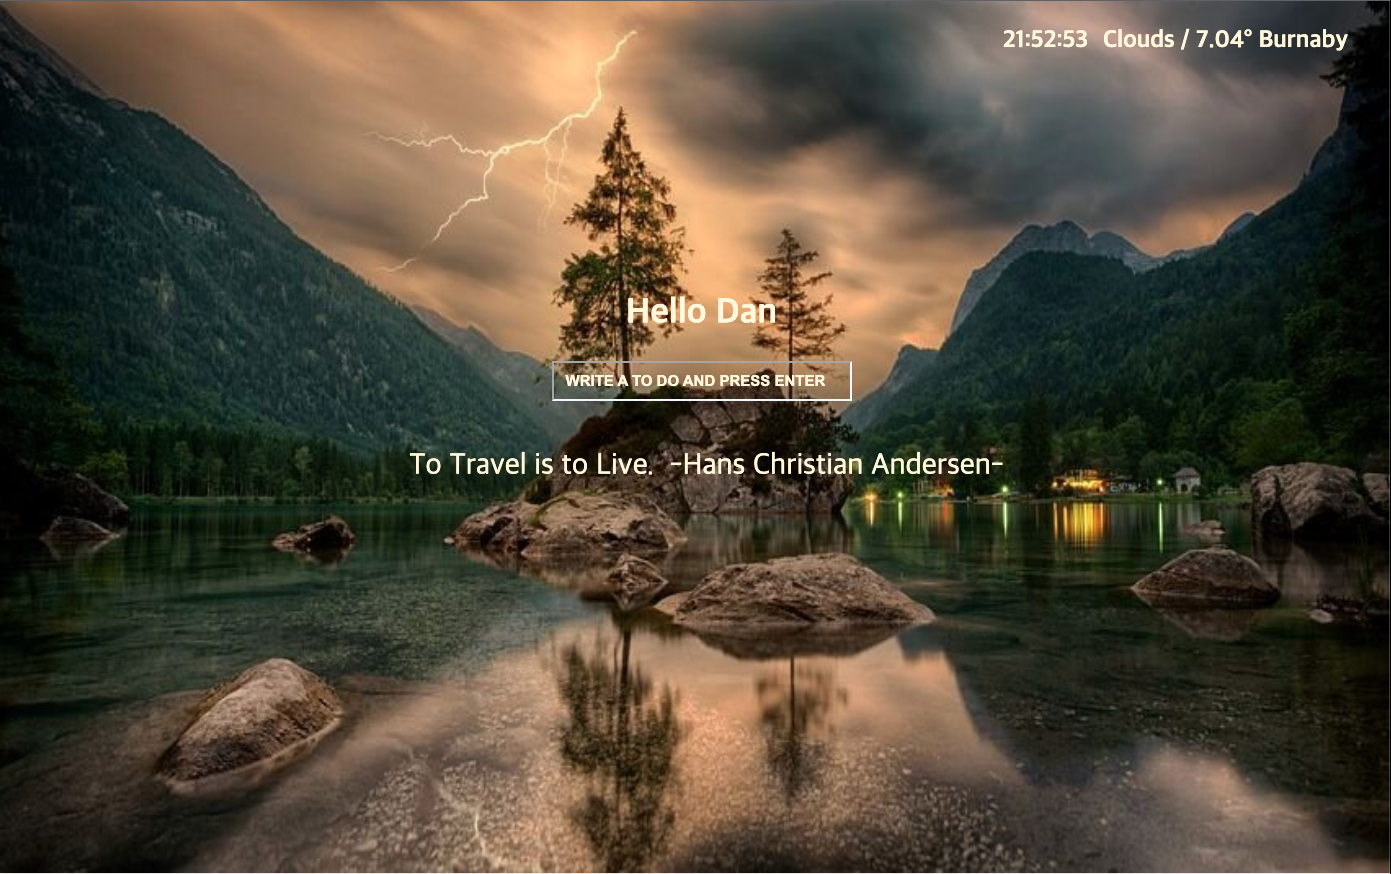 21:52:53 Clouds / 7.04° Burnaby
Hello Dan
WRITE A TO DO AND PRESS ENTER
To Travel is to Live. -Hans Christian Andersen-